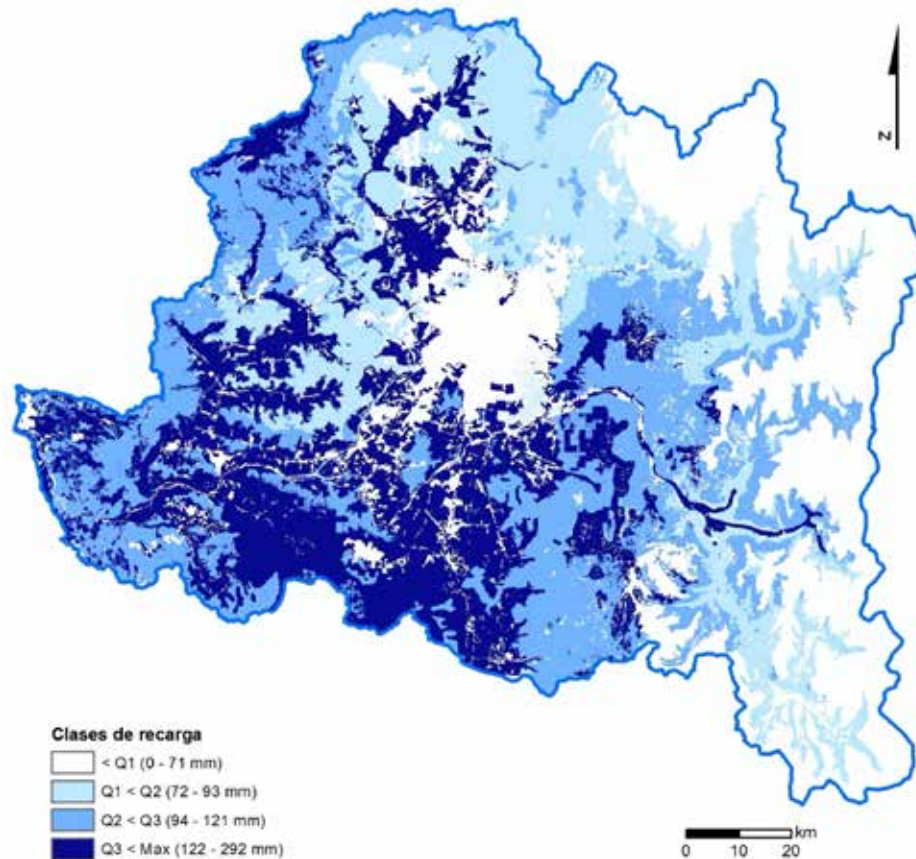 N
Clases de recarga
< Q1 (0 - 71 mm)
Q1 < Q2 (72 - 93 mm)
Q2 < Q3 (94 - 121 mm)
Q3 < Max (122 - 292 mm)
km
0 10 20